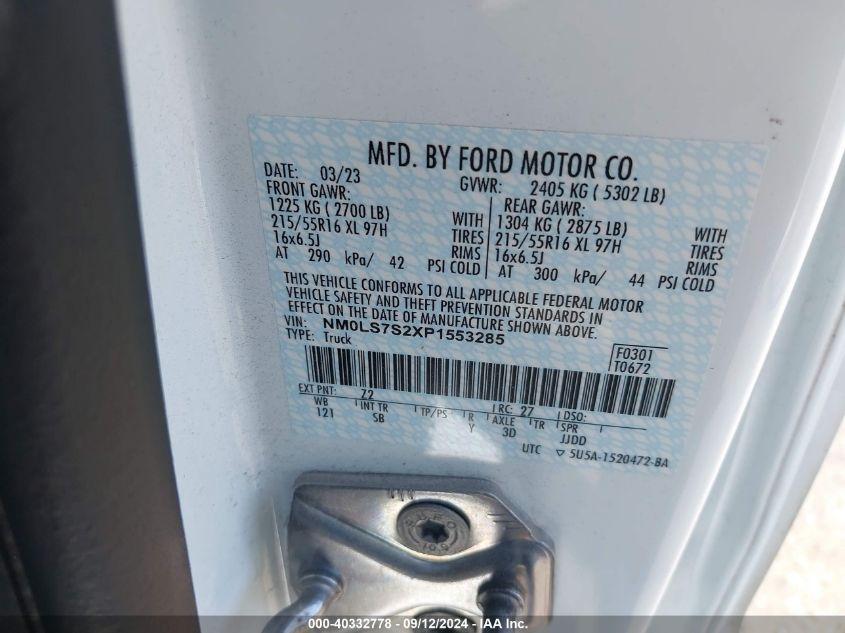 MFD. BY FORD MOTOR CO.
DATE: 03/23 GVWR: 2405 KG ( 5302 LB)
FRONT GAWR: REAR GAWR:
1225 KG ( 2700 LB) WITH 1304 KG ( 2875 LB) WITH
215/55R16 XL 97H TIRES 215/55R16 XL 97H TIRES
16x6.5J RIMS 16x6.5J RIMS
AT 290 kPa/ 42 PSI COLD AT 300 kPa/ 44 PSI COLD
THIS VEHICLE CONFORMS TO ALL APPLICABLE FEDERAL MOTOR
VEHICLE SAFETY AND THEFT PREVENTION STANDARDS IN
EFFECT ON THE DATE OF MANUFACTURE SHOWN ABOVE.
VIN: NM0LS7S2XP1553285
TYPE: Truck
F0301
T0672
EXT PNT: Z2 RC: 27 DSO:
WB INT TR TP/PS R AXLE TR SPR
121 SB Y 3D JJDD
UTC ▽ 5U5A-1520472-BA
10.9
000-40332778 - 09/12/2024 - IAA Inc.